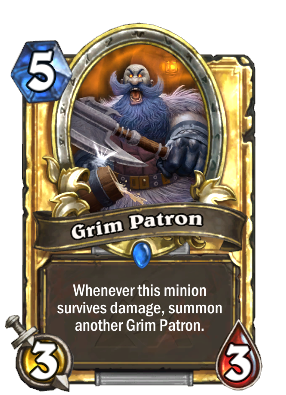 5
Grim Patron
Whenever this minion
survives damage, summon
another Grim Patron.
3 3